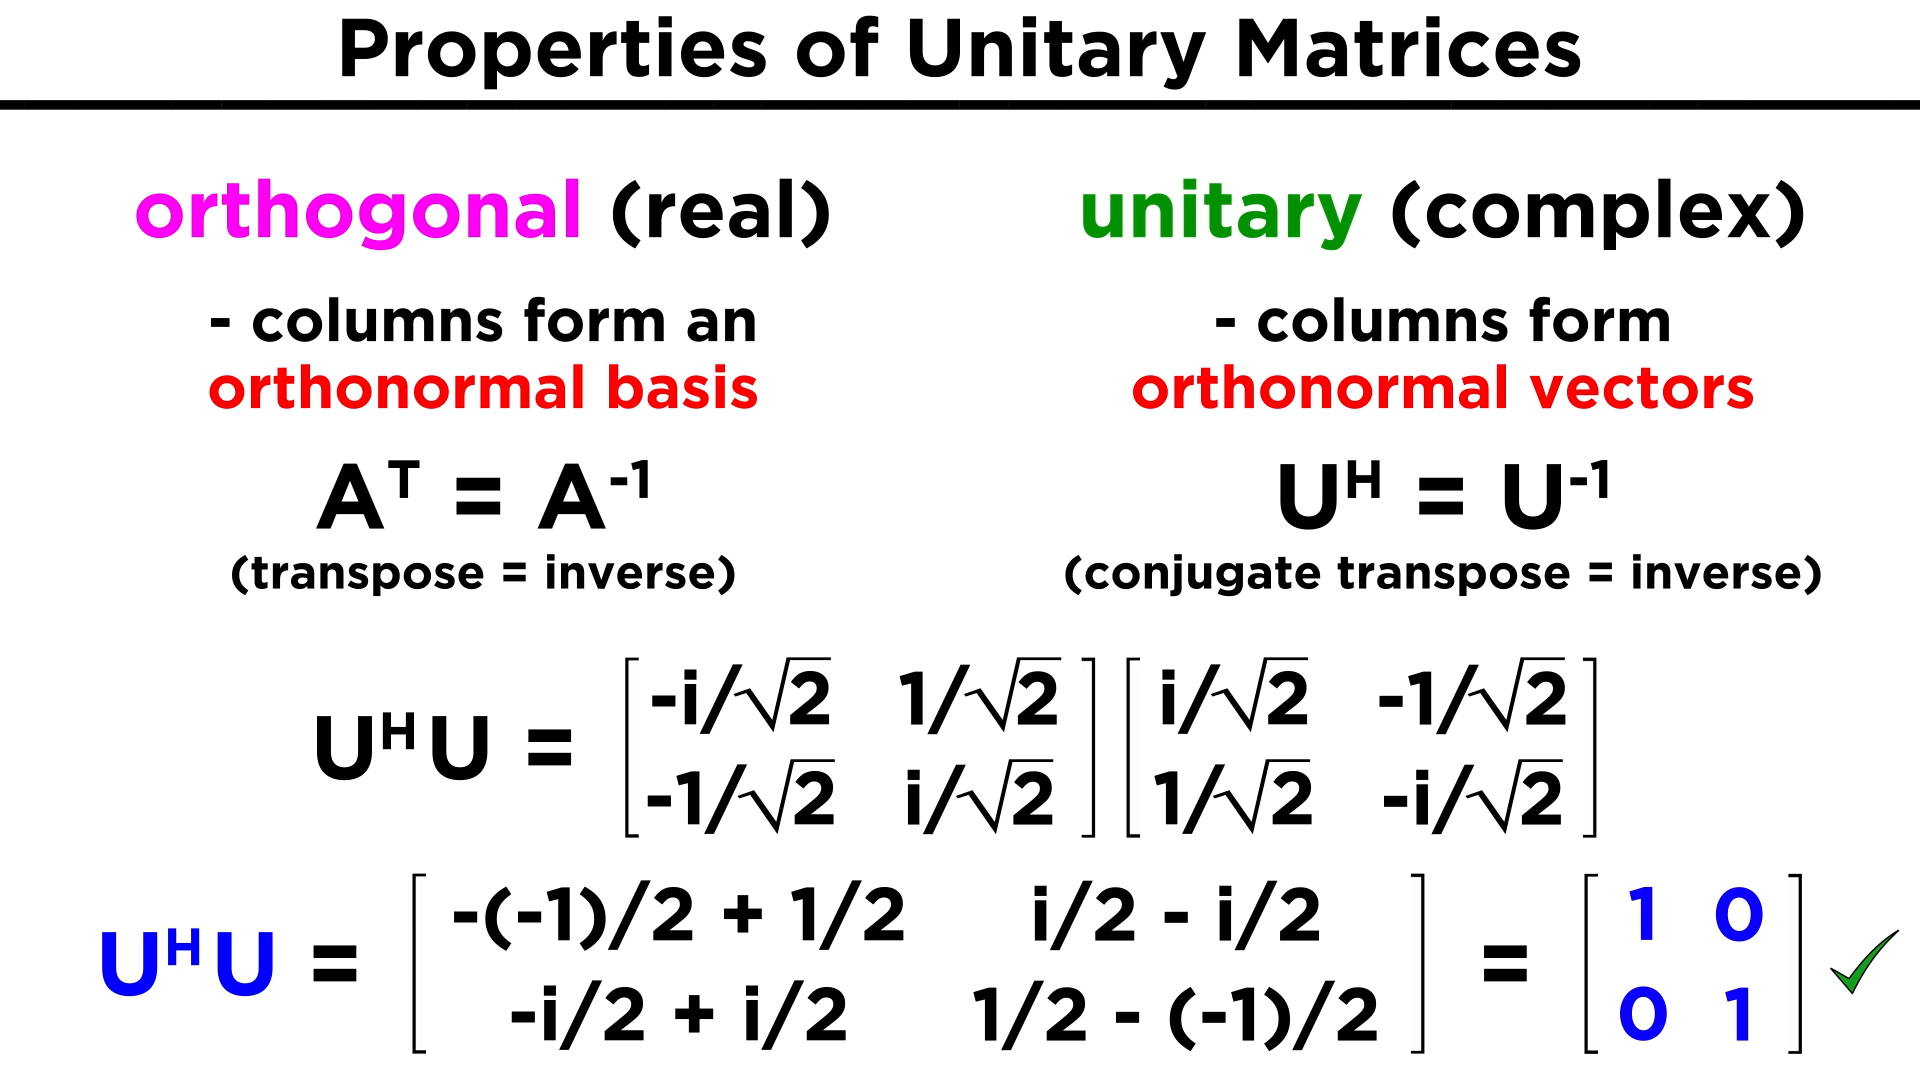 Properties of Unitary Matrices
orthogonal (real)
- columns form an
orthonormal basis
Aᵀ = A⁻¹
(transpose = inverse)
unitary (complex)
- columns form
orthonormal vectors
Uᴴ = U⁻¹
(conjugate transpose = inverse)
UᴴU = [-i/√2 1/√2] [i/√2 -1/√2]
[-1/√2 i/√2] [1/√2 -i/√2]
UᴴU = [-(-1)/2 + 1/2 i/2 - i/2] = [1 0] ✓
[-i/2 + i/2 1/2 - (-1)/2] [0 1]